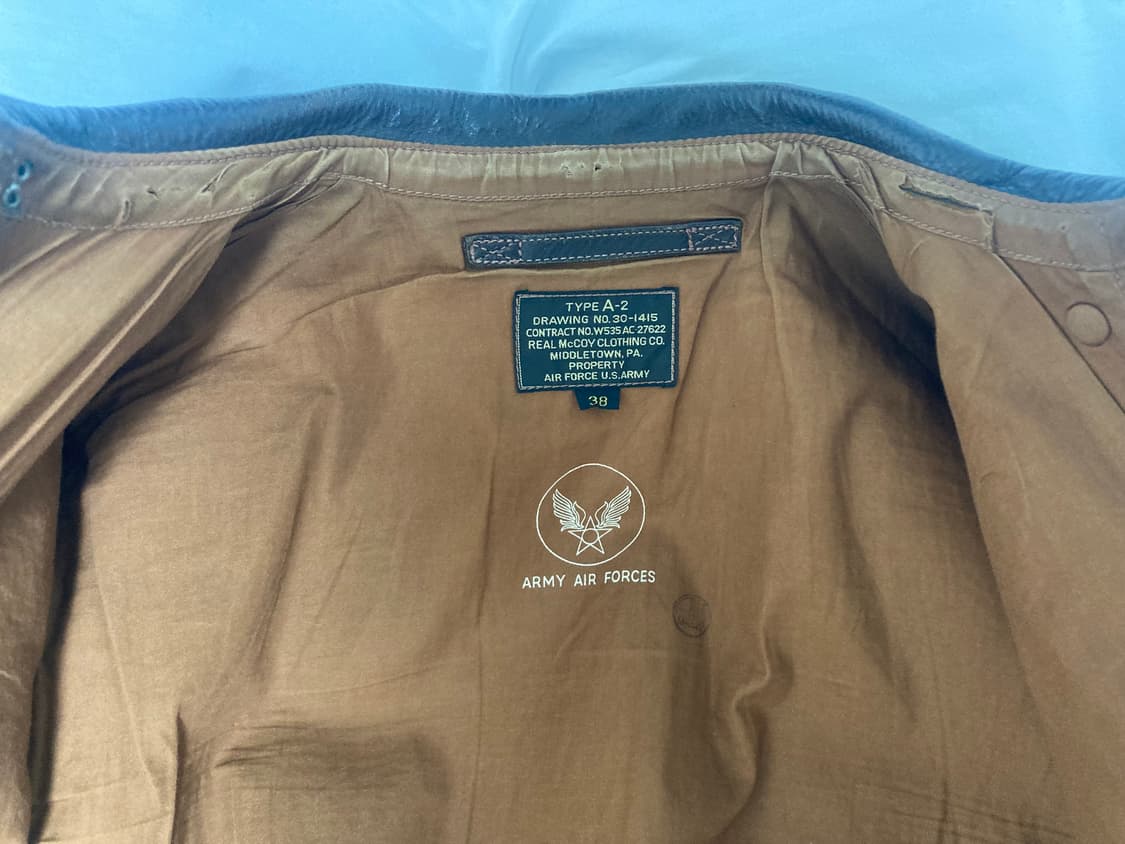 TYPE A-2
DRAWING NO. 30-1415
CONTRACT NO. W535 AC-27622
REAL McCOY CLOTHING CO.
MIDDLETOWN, PA.
PROPERTY
AIR FORCE U.S. ARMY
38
ARMY AIR FORCES